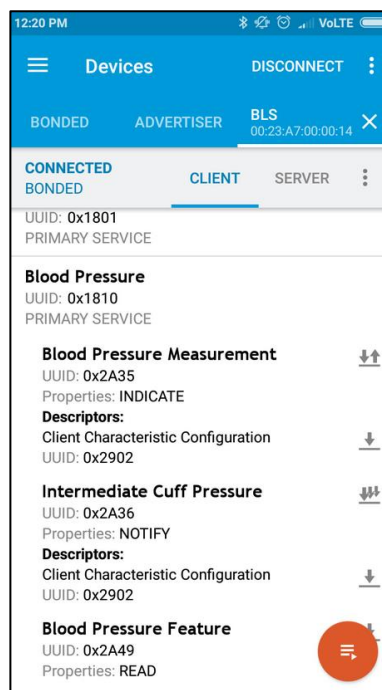 12:20 PM VoLTE
Devices DISCONNECT
BONDED ADVERTISER BLS
00:23:A7:00:00:14
CONNECTED
BONDED
CLIENT SERVER
UUID: 0x1801
PRIMARY SERVICE
Blood Pressure
UUID: 0x1810
PRIMARY SERVICE
Blood Pressure Measurement
UUID: 0x2A35
Properties: INDICATE
Descriptors:
Client Characteristic Configuration
UUID: 0x2902
Intermediate Cuff Pressure
UUID: 0x2A36
Properties: NOTIFY
Descriptors:
Client Characteristic Configuration
UUID: 0x2902
Blood Pressure Feature
UUID: 0x2A49
Properties: READ